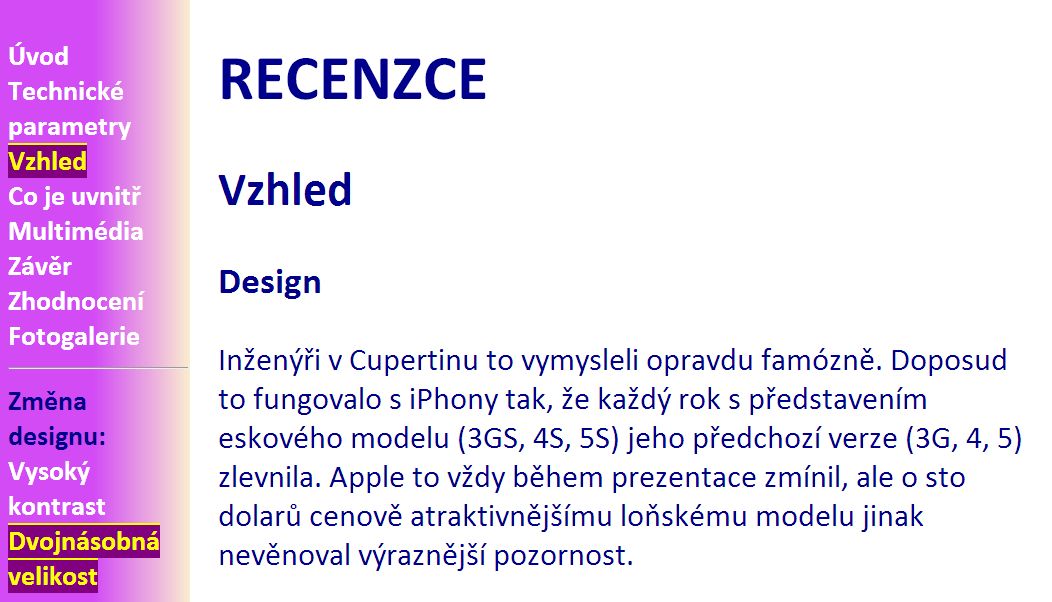 Úvod
Technické
parametry
Vzhled
Co je uvnitř
Multimédia
Závěr
Zhodnocení
Fotogalerie
Změna
designu:
Vysoký
kontrast
Dvojnásobná
velikost
RECENZCE
Vzhled
Design
Inženýři v Cupertinu to vymysleli opravdu famózně. Doposud
to fungovalo s iPhony tak, že každý rok s představením
eskového modelu (3GS, 4S, 5S) jeho předchozí verze (3G, 4, 5)
zlevnila. Apple to vždy během prezentace zmínil, ale o sto
dolarů cenově atraktivnějšímu loňskému modelu jinak
nevěnoval výraznější pozornost.